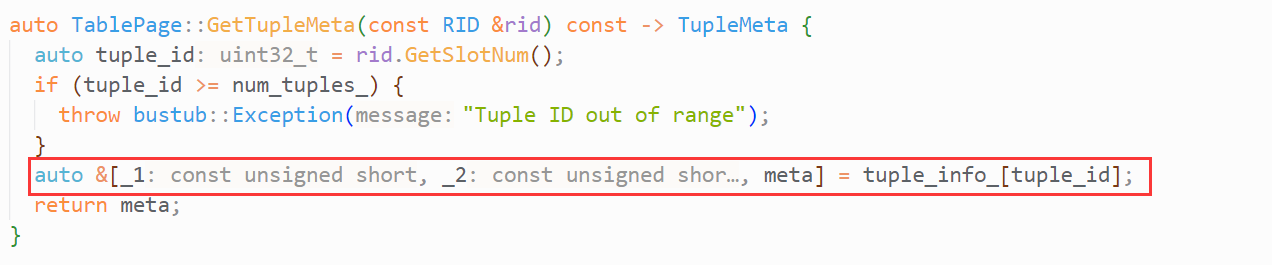 auto TablePage::GetTupleMeta(const RID &rid) const -> TupleMeta {
auto tuple_id: uint32_t = rid.GetSlotNum();
if (tuple_id >= num_tuples_) {
throw bustub::Exception(message: "Tuple ID out of range");
}
auto &[_1: const unsigned short, _2: const unsigned shor…, meta] = tuple_info_[tuple_id];
return meta;
}